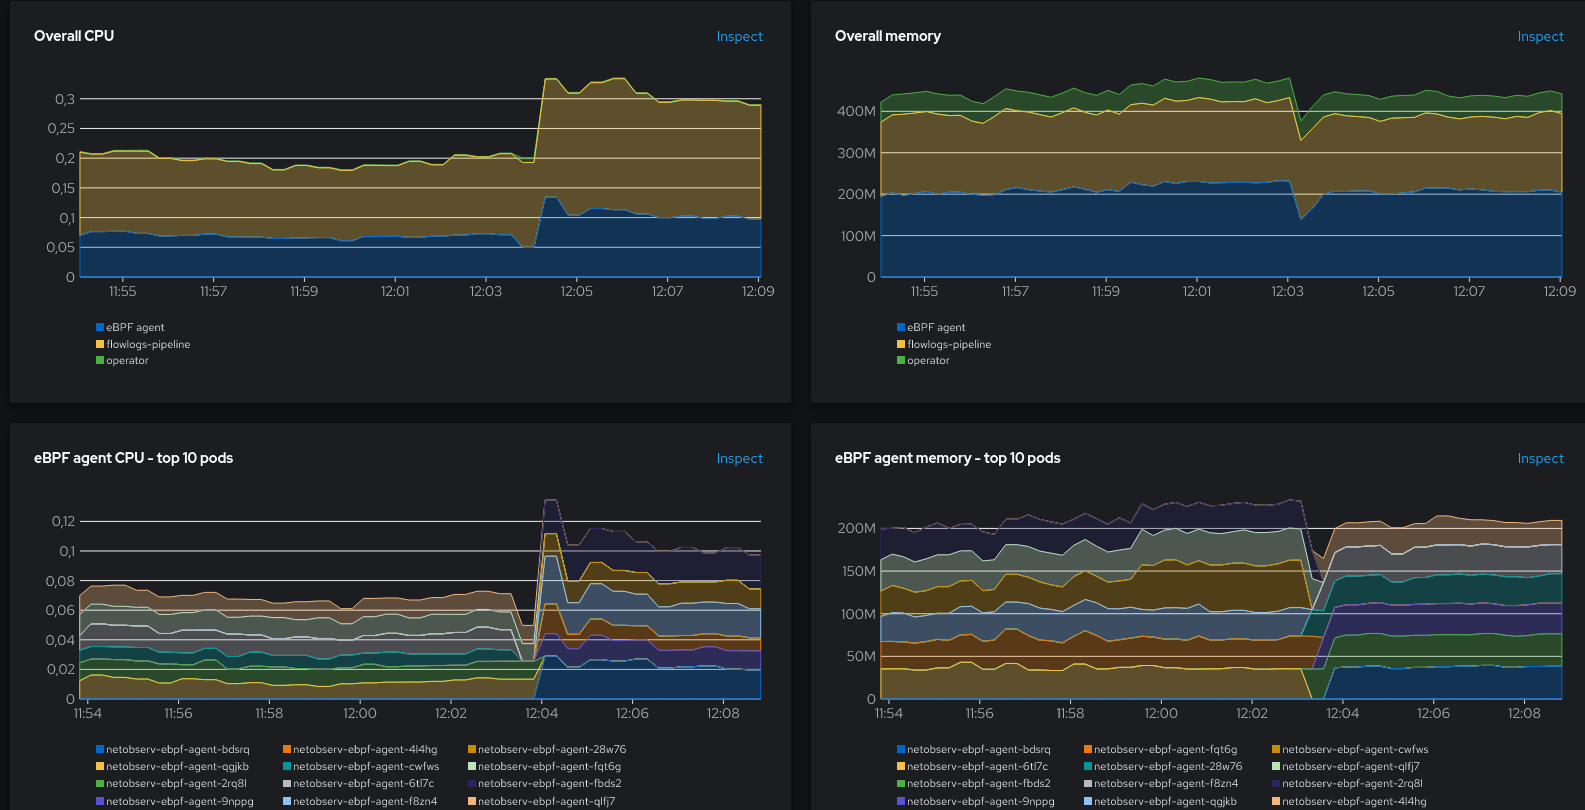 Overall CPU Inspect
0,3
0,25
0,2
0,15
0,1
0,05
0
11:55 11:57 11:59 12:01 12:03 12:05 12:07 12:09
eBPF agent
flowlogs-pipeline
operator
Overall memory Inspect
400M
300M
200M
100M
0
11:55 11:57 11:59 12:01 12:03 12:05 12:07 12:09
eBPF agent
flowlogs-pipeline
operator
eBPF agent CPU - top 10 pods Inspect
0,12
0,1
0,08
0,06
0,04
0,02
0
11:54 11:56 11:58 12:00 12:02 12:04 12:06 12:08
netobserv-ebpf-agent-bdsrq netobserv-ebpf-agent-4l4hg netobserv-ebpf-agent-28w76
netobserv-ebpf-agent-qgjkb netobserv-ebpf-agent-cwfws netobserv-ebpf-agent-fqt6g
netobserv-ebpf-agent-2rq8l netobserv-ebpf-agent-6tl7c netobserv-ebpf-agent-fbds2
netobserv-ebpf-agent-9nppg netobserv-ebpf-agent-f8zn4 netobserv-ebpf-agent-qlfj7
eBPF agent memory - top 10 pods Inspect
200M
150M
100M
50M
0
11:54 11:56 11:58 12:00 12:02 12:04 12:06 12:08
netobserv-ebpf-agent-bdsrq netobserv-ebpf-agent-fqt6g netobserv-ebpf-agent-cwfws
netobserv-ebpf-agent-6tl7c netobserv-ebpf-agent-28w76 netobserv-ebpf-agent-qlfj7
netobserv-ebpf-agent-fbds2 netobserv-ebpf-agent-f8zn4 netobserv-ebpf-agent-2rq8l
netobserv-ebpf-agent-9nppg netobserv-ebpf-agent-qgjkb netobserv-ebpf-agent-4l4hg